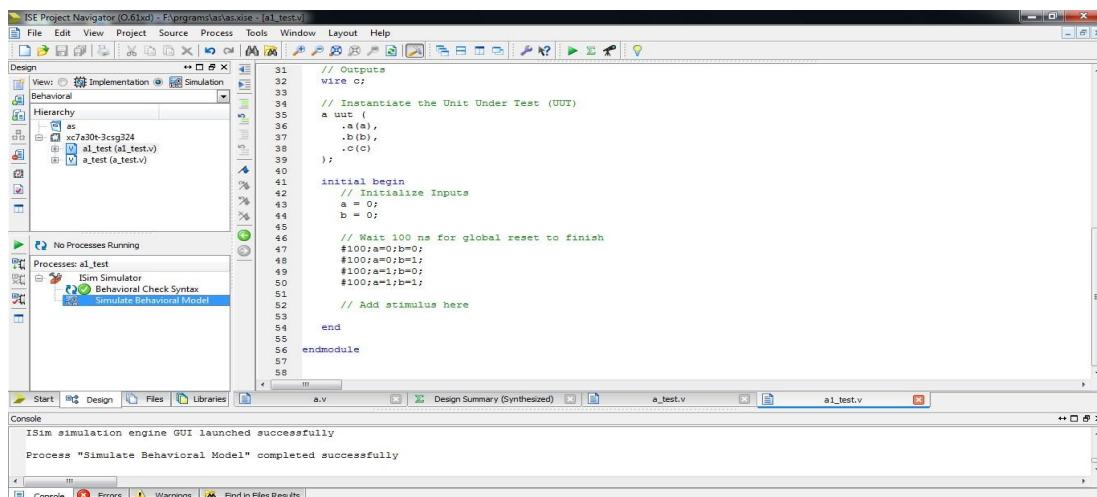 ISE Project Navigator (O.61xd) - F:\prgrams\as\as.xise - [a1_test.v]
File Edit View Project Source Process Tools Window Layout Help
Design
View: Implementation Simulation
Behavioral
Hierarchy
as
xc7a30t-3csg324
a1_test (a1_test.v)
a_test (a_test.v)
No Processes Running
Processes: a1_test
ISim Simulator
Behavioral Check Syntax
Simulate Behavioral Model
31 // Outputs
32 wire c;
33
34 // Instantiate the Unit Under Test (UUT)
35 a uut (
36 .a(a),
37 .b(b),
38 .c(c)
39 );
40
41 initial begin
42 // Initialize Inputs
43 a = 0;
44 b = 0;
45
46 // Wait 100 ns for global reset to finish
47 #100;a=0;b=0;
48 #100;a=0;b=1;
49 #100;a=1;b=0;
50 #100;a=1;b=1;
51
52 // Add stimulus here
53
54 end
55
56 endmodule
57
58
Start Design Files Libraries
a.v Design Summary (Synthesized) a_test.v a1_test.v
Console
ISim simulation engine GUI launched successfully
Process "Simulate Behavioral Model" completed successfully
Console Errors Warnings Find in Files Results